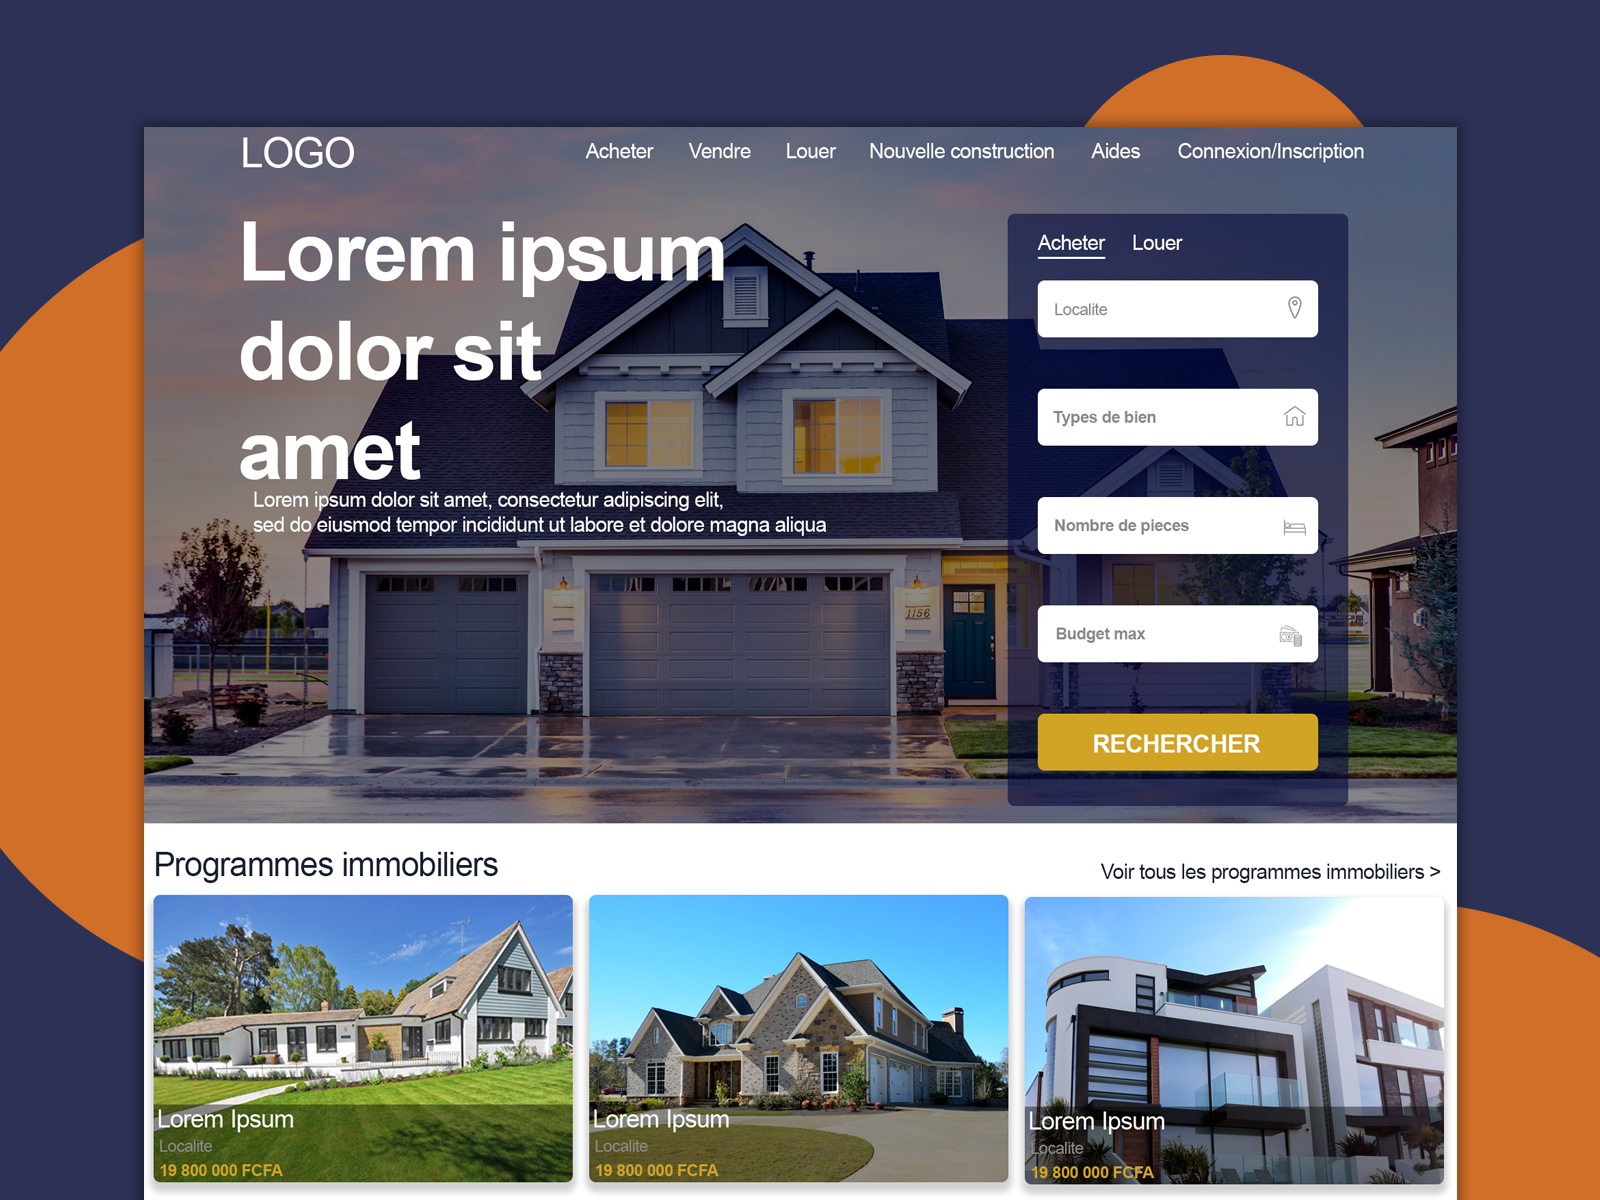 LOGO
Acheter Vendre Louer Nouvelle construction Aides Connexion/Inscription
Lorem ipsum
dolor sit
amet
Lorem ipsum dolor sit amet, consectetur adipiscing elit,
sed do eiusmod tempor incididunt ut labore et dolore magna aliqua
1156
Acheter Louer
Localite
Types de bien
Nombre de pieces
Budget max
RECHERCHER
Programmes immobiliers
Voir tous les programmes immobiliers >
Lorem Ipsum
Localite
19 800 000 FCFA
Lorem Ipsum
Localite
19 800 000 FCFA
Lorem Ipsum
Localite
19 800 000 FCFA